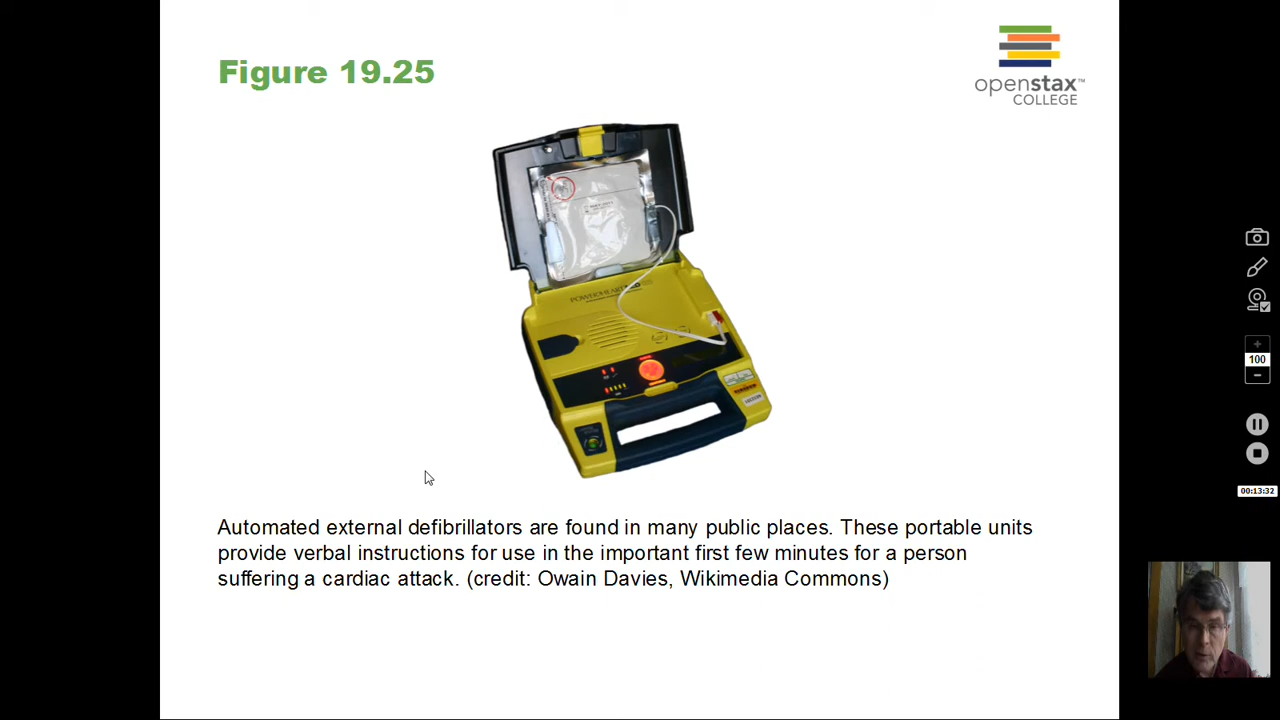 Figure 19.25
openstax™
COLLEGE
POWERHEART
100
00:13:32
Automated external defibrillators are found in many public places. These portable units
provide verbal instructions for use in the important first few minutes for a person
suffering a cardiac attack. (credit: Owain Davies, Wikimedia Commons)